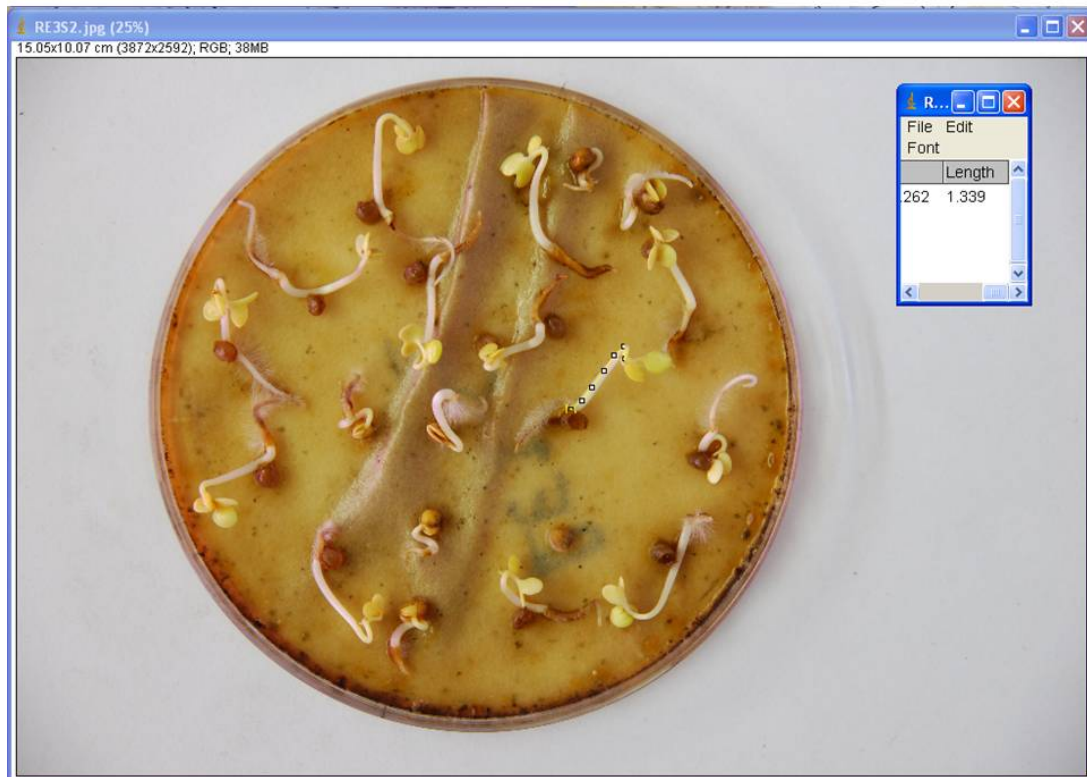 RE3S2.jpg (25%)
15.05x10.07 cm (3872x2592); RGB; 38MB
R...
File Edit
Font
Length
.262 1.339